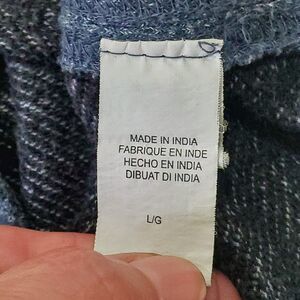 MADE IN INDIA
FABRIQUE EN INDE
HECHO EN INDIA
DIBUAT DI INDIA
L/G